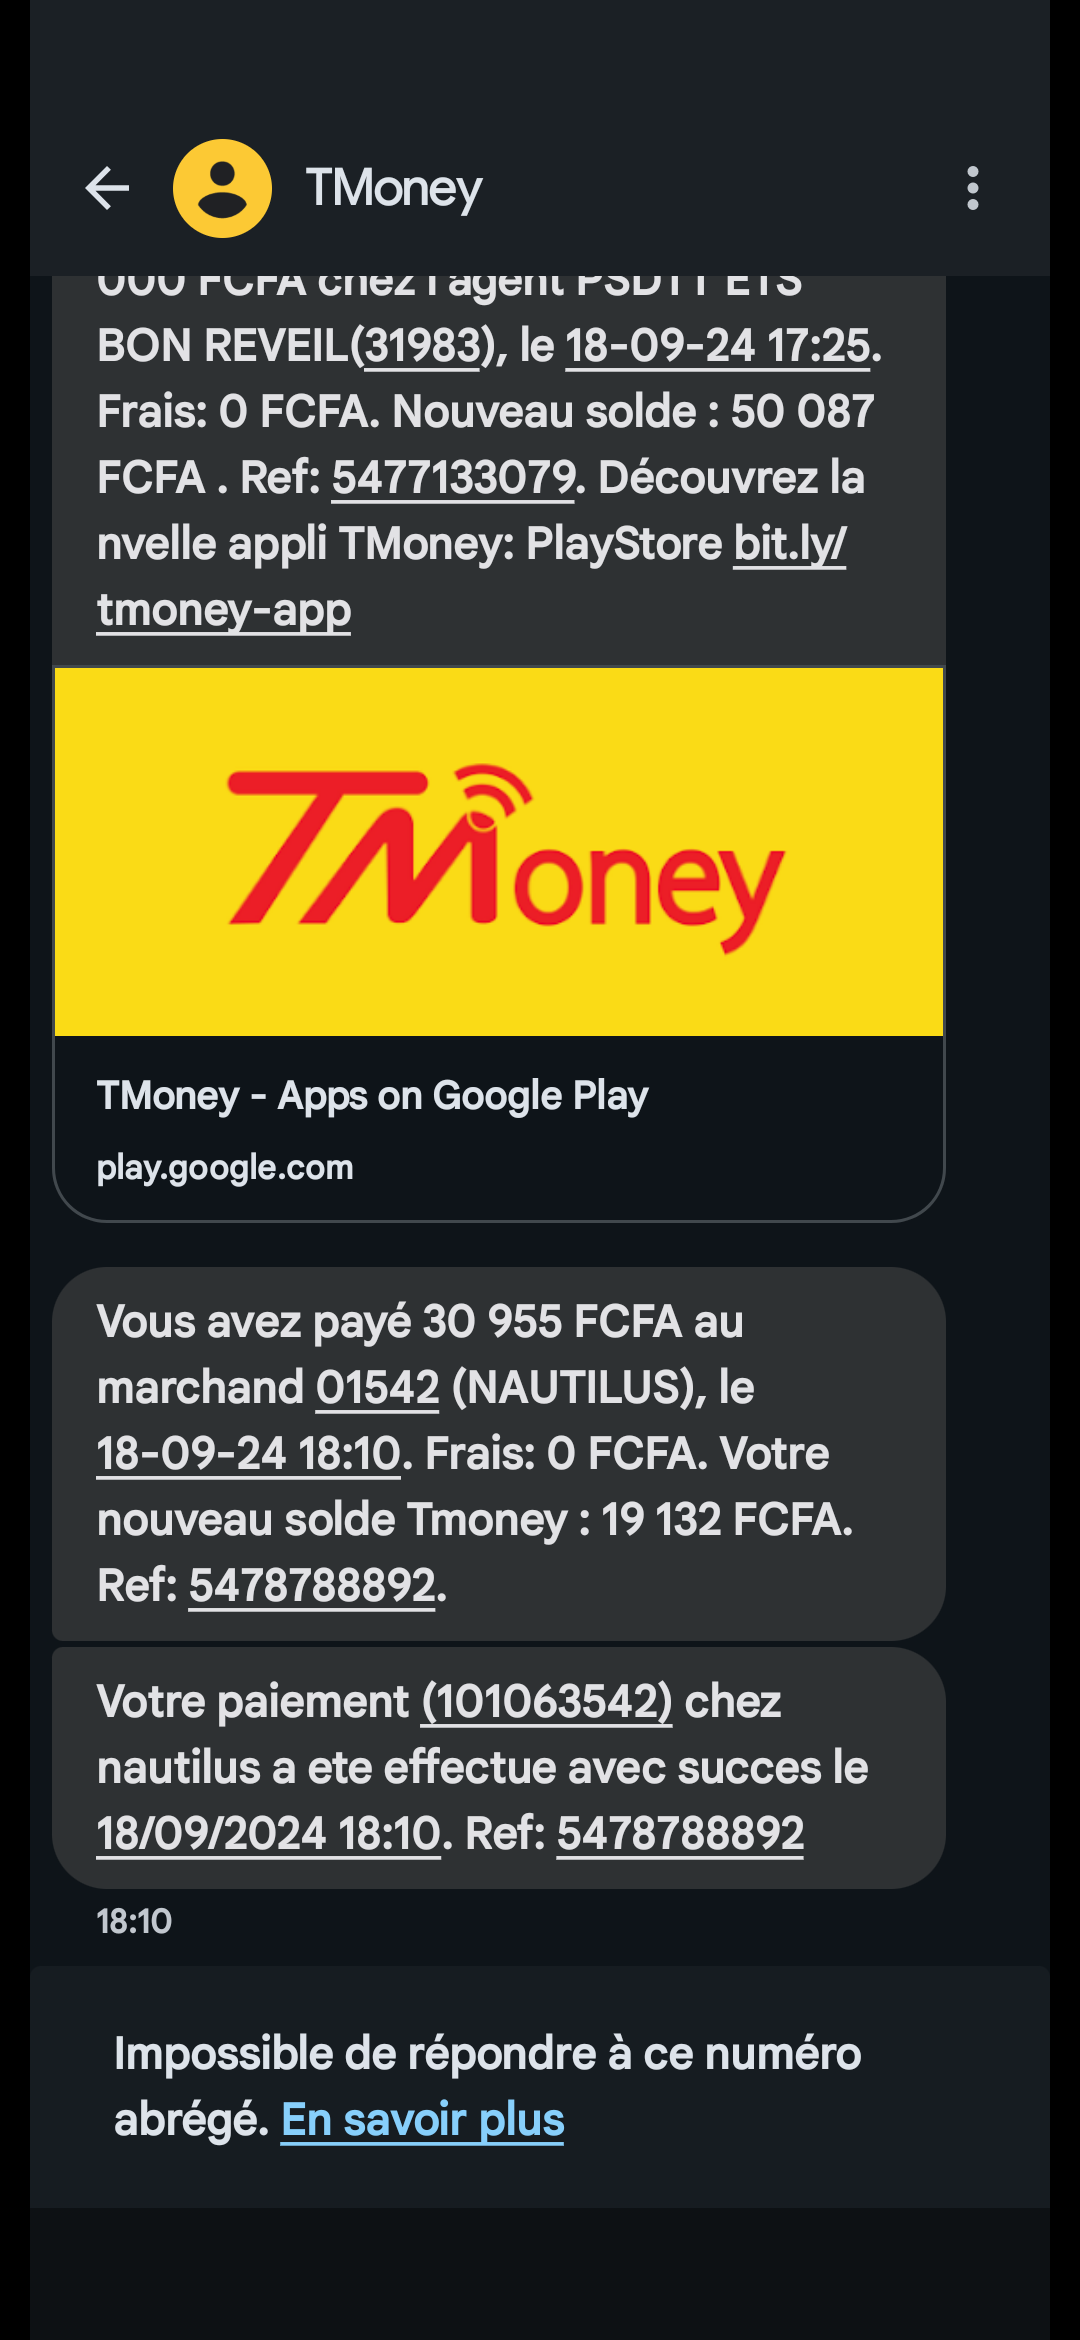 TMoney
000 FCFA chez l'agent PSDTT ETS
BON REVEIL(31983), le 18-09-24 17:25.
Frais: 0 FCFA. Nouveau solde : 50 087
FCFA . Ref: 5477133079. Découvrez la
nvelle appli TMoney: PlayStore bit.ly/
tmoney-app
TMoney
TMoney - Apps on Google Play
play.google.com
Vous avez payé 30 955 FCFA au
marchand 01542 (NAUTILUS), le
18-09-24 18:10. Frais: 0 FCFA. Votre
nouveau solde Tmoney : 19 132 FCFA.
Ref: 5478788892.
Votre paiement (101063542) chez
nautilus a ete effectue avec succes le
18/09/2024 18:10. Ref: 5478788892
18:10
Impossible de répondre à ce numéro
abrégé. En savoir plus